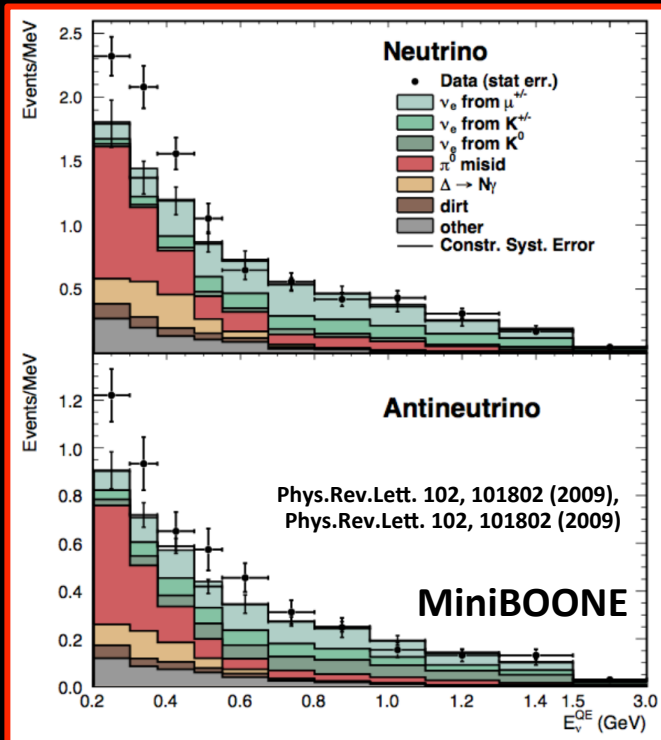 Events/MeV
2.5
2.0
1.5
1.0
0.5
Neutrino
Data (stat err.)
νₑ from μ⁺/⁻
νₑ from K⁺/⁻
νₑ from K⁰
π⁰ misid
Δ → Nγ
dirt
other
Constr. Syst. Error
Events/MeV
1.2
1.0
0.8
0.6
0.4
0.2
0.0
Antineutrino
Phys.Rev.Lett. 102, 101802 (2009),
Phys.Rev.Lett. 102, 101802 (2009)
MiniBOONE
0.2 0.4 0.6 0.8 1.0 1.2 1.4 1.5 3.0
E_ν^QE (GeV)